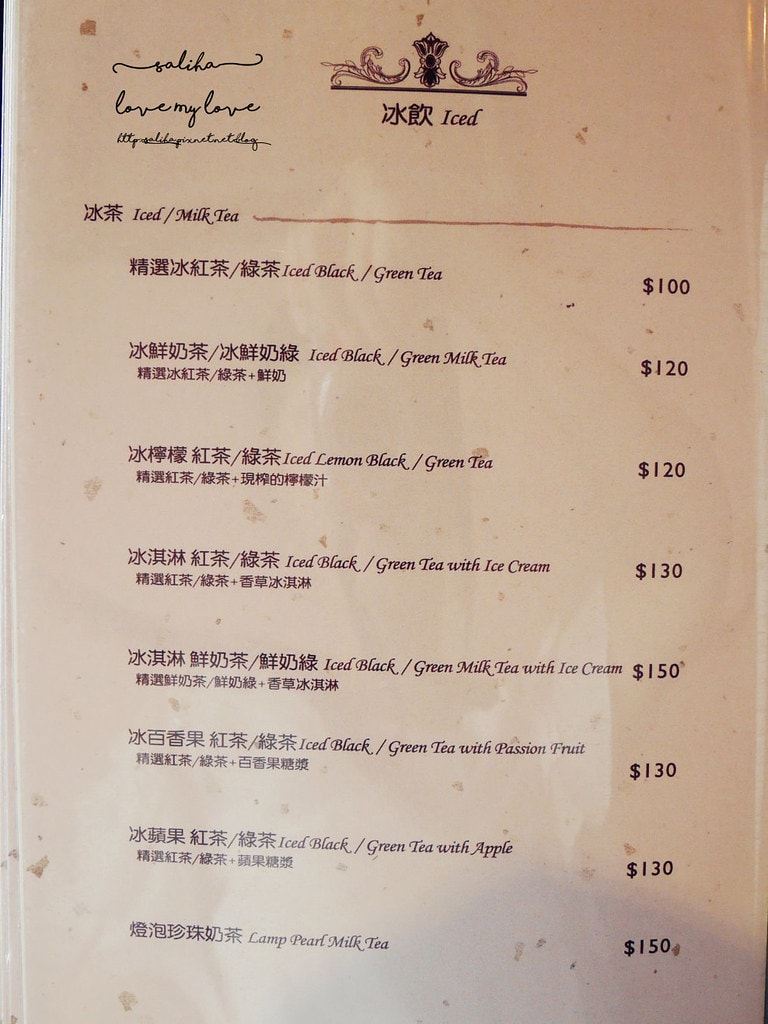 saliha
love my love
http:saliha.pixnet.net.blog
冰飲 Iced
冰茶 Iced / Milk Tea
精選冰紅茶/綠茶 Iced Black / Green Tea $100
冰鮮奶茶/冰鮮奶綠 Iced Black / Green Milk Tea $120
精選冰紅茶/綠茶+鮮奶
冰檸檬 紅茶/綠茶 Iced Lemon Black / Green Tea $120
精選紅茶/綠茶+現榨的檸檬汁
冰淇淋 紅茶/綠茶 Iced Black / Green Tea with Ice Cream $130
精選紅茶/綠茶+香草冰淇淋
冰淇淋 鮮奶茶/鮮奶綠 Iced Black / Green Milk Tea with Ice Cream $150
精選鮮奶茶/鮮奶綠+香草冰淇淋
冰百香果 紅茶/綠茶 Iced Black / Green Tea with Passion Fruit $130
精選紅茶/綠茶+百香果糖漿
冰蘋果 紅茶/綠茶 Iced Black / Green Tea with Apple $130
精選紅茶/綠茶+蘋果糖漿
燈泡珍珠奶茶 Lamp Pearl Milk Tea $150